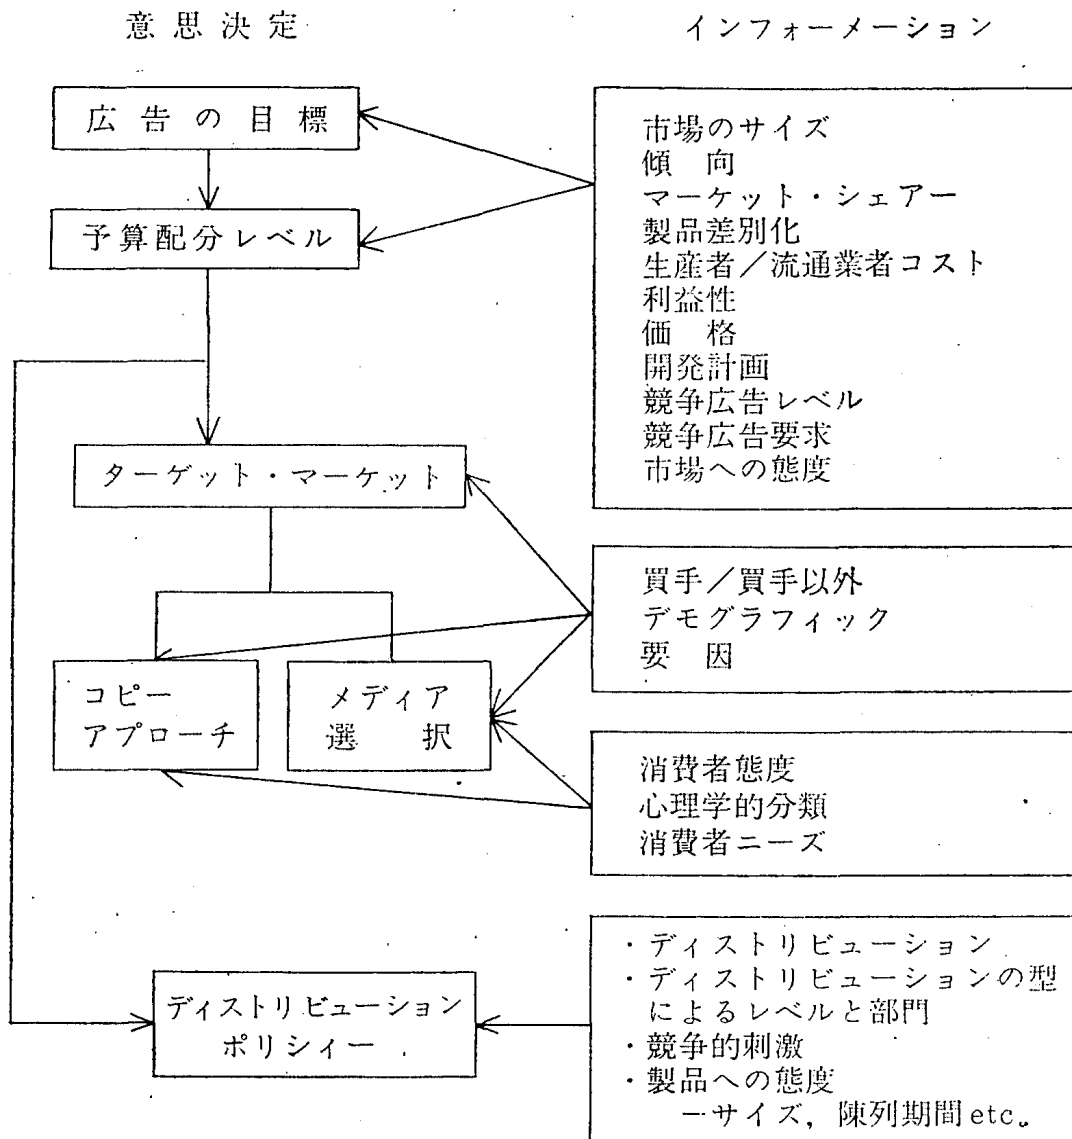 意思決定
インフォーメーション
広告の目標
予算配分レベル
ターゲット・マーケット
コピー
アプローチ
メディア
選択
ディストリビューション
ポリシィー
市場のサイズ
傾向
マーケット・シェアー
製品差別化
生産者／流通業者コスト
利益性
価格
開発計画
競争広告レベル
競争広告要求
市場への態度
買手／買手以外
デモグラフィック
要因
消費者態度
心理学的分類
消費者ニーズ
・ディストリビューション
・ディストリビューションの型
によるレベルと部門
・競争的刺激
・製品への態度
－サイズ，陳列期間etc。